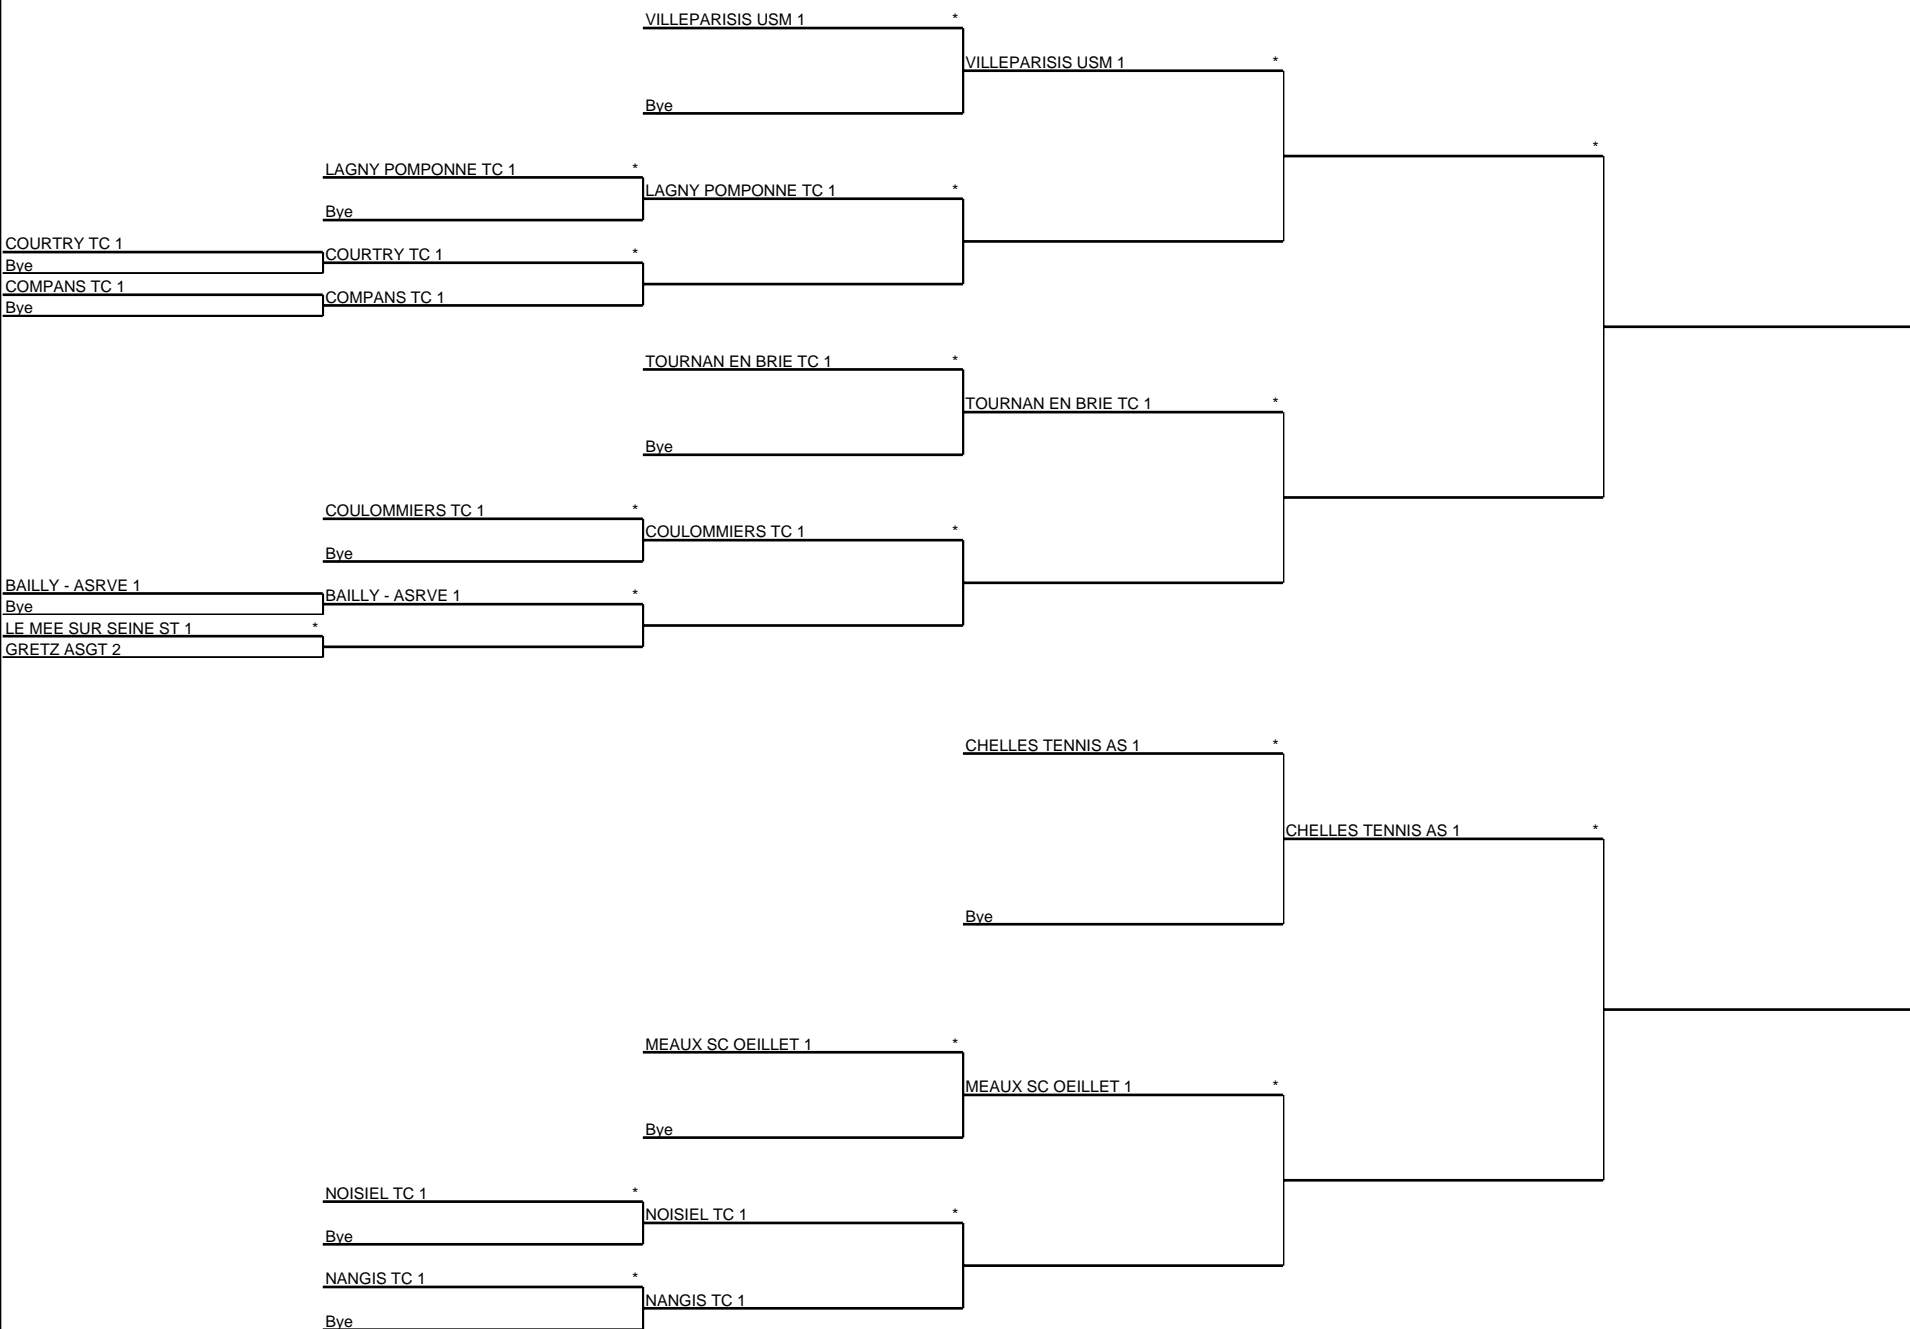 VILLEPARISIS USM 1 *
VILLEPARISIS USM 1 *
Bye
*
LAGNY POMPONNE TC 1 *
LAGNY POMPONNE TC 1 *
Bye
COURTRY TC 1
COURTRY TC 1 *
Bye
COMPANS TC 1
COMPANS TC 1
Bye
TOURNAN EN BRIE TC 1 *
TOURNAN EN BRIE TC 1 *
Bye
COULOMMIERS TC 1 *
COULOMMIERS TC 1 *
Bye
BAILLY - ASRVE 1
BAILLY - ASRVE 1 *
Bye
LE MEE SUR SEINE ST 1 *
GRETZ ASGT 2
CHELLES TENNIS AS 1 *
CHELLES TENNIS AS 1 *
Bye
MEAUX SC OEILLET 1 *
MEAUX SC OEILLET 1 *
Bye
NOISIEL TC 1 *
NOISIEL TC 1 *
Bye
NANGIS TC 1 *
NANGIS TC 1
Bye